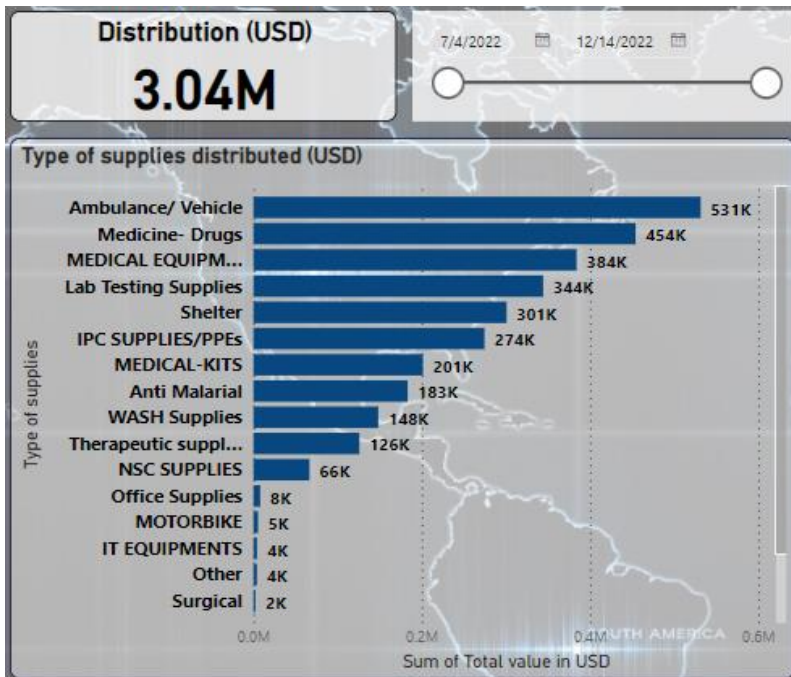 Distribution (USD)
3.04M
7/4/2022 12/14/2022
Type of supplies distributed (USD)
Type of supplies
Ambulance/ Vehicle 531K
Medicine- Drugs 454K
MEDICAL EQUIPM... 384K
Lab Testing Supplies 344K
Shelter 301K
IPC SUPPLIES/PPEs 274K
MEDICAL-KITS 201K
Anti Malarial 183K
WASH Supplies 148K
Therapeutic suppl... 126K
NSC SUPPLIES 66K
Office Supplies 8K
MOTORBIKE 5K
IT EQUIPMENTS 4K
Other 4K
Surgical 2K
0.0M 0.2M 0.4M 0.6M
SOUTH AMERICA
Sum of Total value in USD